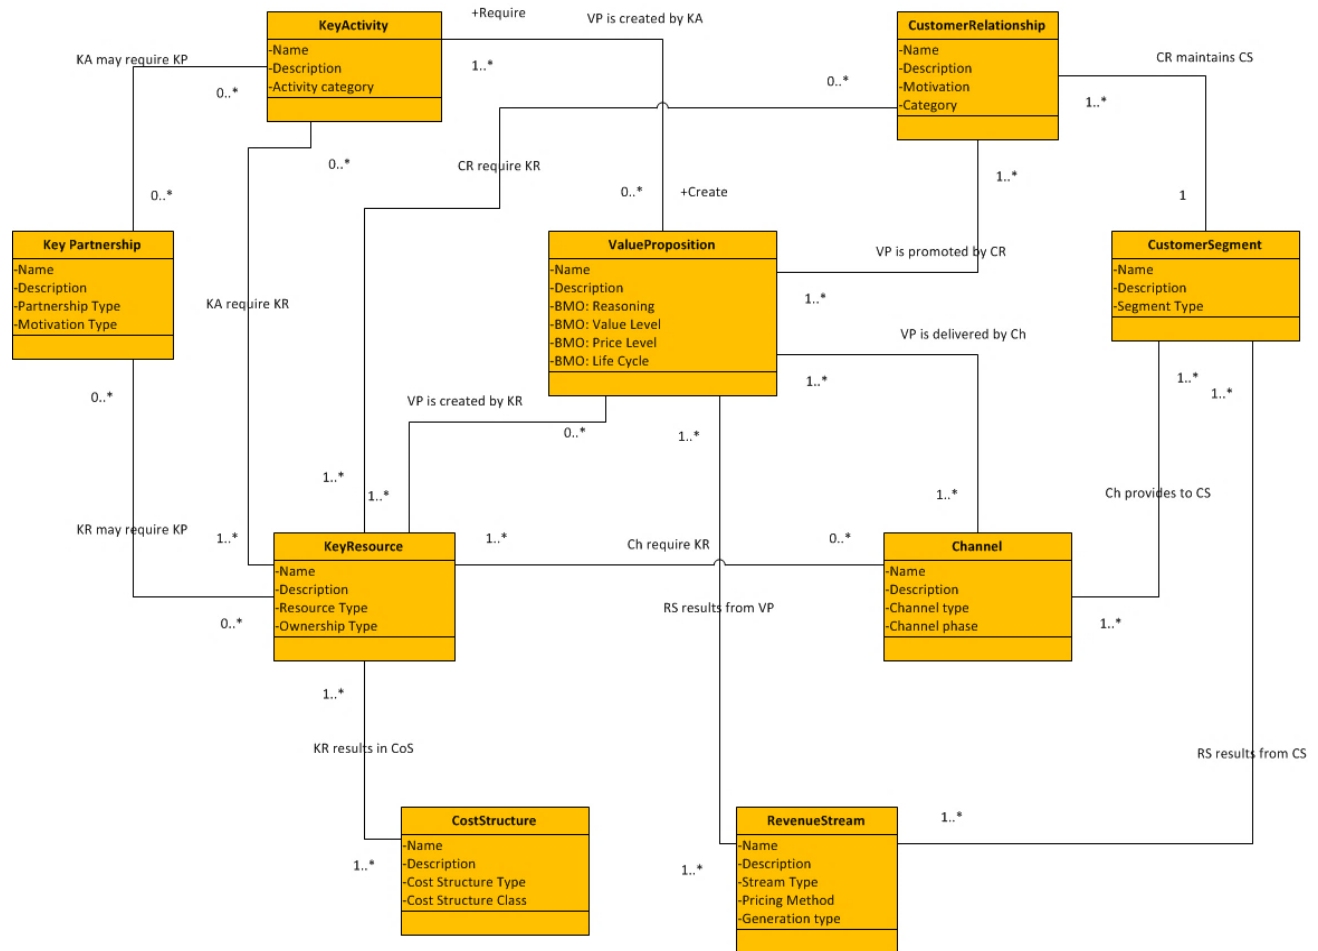 +Require
VP is created by KA
KeyActivity
-Name
-Description
-Activity category
CustomerRelationship
-Name
-Description
-Motivation
-Category
KA may require KP
0..*
1..*
0..*
CR maintains CS
1..*
0..*
CR require KR
0..*
0..*
+Create
1..*
1
Key Partnership
-Name
-Description
-Partnership Type
-Motivation Type
ValueProposition
-Name
-Description
-BMO: Reasoning
-BMO: Value Level
-BMO: Price Level
-BMO: Life Cycle
CustomerSegment
-Name
-Description
-Segment Type
VP is promoted by CR
1..*
KA require KR
VP is delivered by Ch
1..*
1..*
1..*
0..*
VP is created by KR
0..*
1..*
1..*
1..*
1..*
Ch provides to CS
KR may require KP
1..*
KeyResource
-Name
-Description
-Resource Type
-Ownership Type
1..*
Ch require KR
0..*
Channel
-Name
-Description
-Channel type
-Channel phase
RS results from VP
0..*
1..*
1..*
KR results in CoS
RS results from CS
CostStructure
-Name
-Description
-Cost Structure Type
-Cost Structure Class
1..*
RevenueStream
-Name
-Description
-Stream Type
-Pricing Method
-Generation type
1..*
1..*